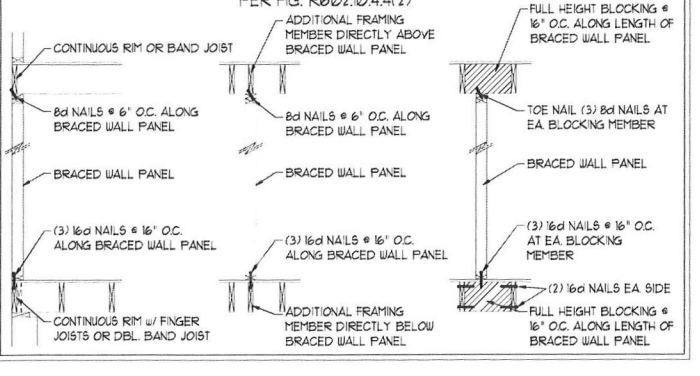 PER FIG. R602.10.4.4(2)
CONTINUOUS RIM OR BAND JOIST
8d NAILS @ 6" O.C. ALONG
BRACED WALL PANEL
BRACED WALL PANEL
(3) 16d NAILS @ 16" O.C.
ALONG BRACED WALL PANEL
CONTINUOUS RIM W/ FINGER
JOISTS OR DBL. BAND JOIST
ADDITIONAL FRAMING
MEMBER DIRECTLY ABOVE
BRACED WALL PANEL
8d NAILS @ 6" O.C. ALONG
BRACED WALL PANEL
BRACED WALL PANEL
(3) 16d NAILS @ 16" O.C.
ALONG BRACED WALL PANEL
ADDITIONAL FRAMING
MEMBER DIRECTLY BELOW
BRACED WALL PANEL
FULL HEIGHT BLOCKING @
16" O.C. ALONG LENGTH OF
BRACED WALL PANEL
TOE NAIL (3) 8d NAILS AT
EA. BLOCKING MEMBER
BRACED WALL PANEL
(3) 16d NAILS @ 16" O.C.
AT EA. BLOCKING
MEMBER
(2) 16d NAILS EA. SIDE
FULL HEIGHT BLOCKING @
16" O.C. ALONG LENGTH OF
BRACED WALL PANEL